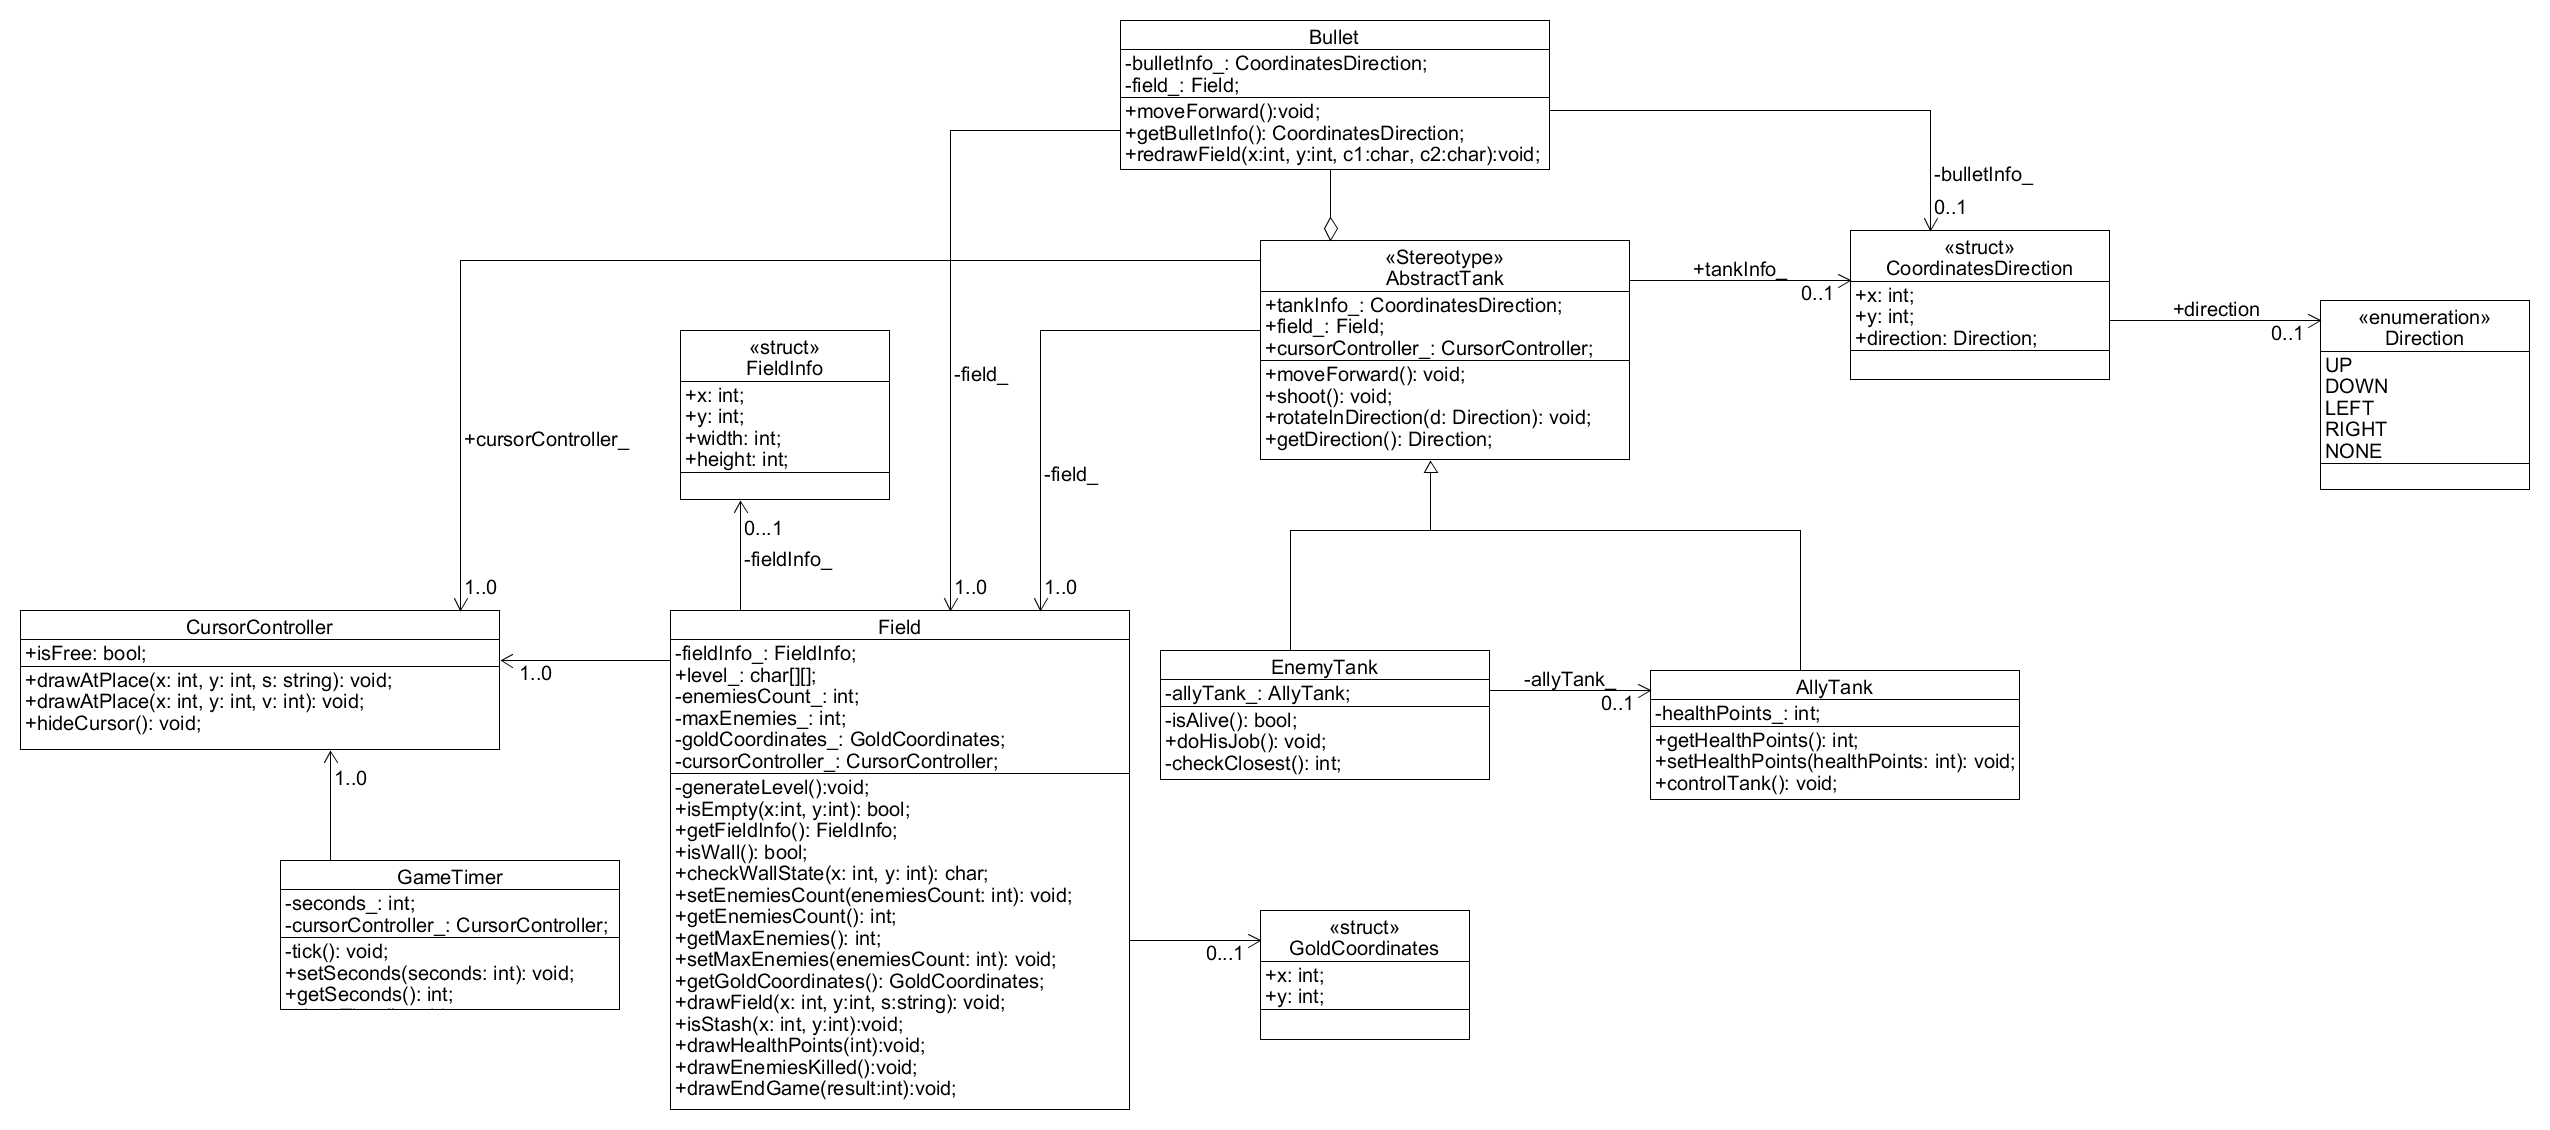 Bullet
-bulletInfo_: CoordinatesDirection;
-field_: Field;
+moveForward():void;
+getBulletInfo(): CoordinatesDirection;
+redrawField(x:int, y:int, c1:char, c2:char):void;
-bulletInfo_
0..1
«Stereotype»
AbstractTank
+tankInfo_: CoordinatesDirection;
+field_: Field;
+cursorController_: CursorController;
+moveForward(): void;
+shoot(): void;
+rotateInDirection(d: Direction): void;
+getDirection(): Direction;
+tankInfo_
0..1
«struct»
CoordinatesDirection
+x: int;
+y: int;
+direction: Direction;
+direction
0..1
«enumeration»
Direction
UP
DOWN
LEFT
RIGHT
NONE
«struct»
FieldInfo
+x: int;
+y: int;
+width: int;
+height: int;
0...1
-fieldInfo_
+cursorController_
1..0
-field_
1..0
-field_
1..0
CursorController
+isFree: bool;
+drawAtPlace(x: int, y: int, s: string): void;
+drawAtPlace(x: int, y: int, v: int): void;
+hideCursor(): void;
1..0
1..0
Field
-fieldInfo_: FieldInfo;
+level_: char[][];
-enemiesCount_: int;
-maxEnemies_: int;
-goldCoordinates_: GoldCoordinates;
-cursorController_: CursorController;
-generateLevel():void;
+isEmpty(x:int, y:int): bool;
+getFieldInfo(): FieldInfo;
+isWall(): bool;
+checkWallState(x: int, y: int): char;
+setEnemiesCount(enemiesCount: int): void;
+getEnemiesCount(): int;
+getMaxEnemies(): int;
+setMaxEnemies(enemiesCount: int): void;
+getGoldCoordinates(): GoldCoordinates;
+drawField(x: int, y:int, s:string): void;
+isStash(x: int, y:int):void;
+drawHealthPoints(int):void;
+drawEnemiesKilled():void;
+drawEndGame(result:int):void;
EnemyTank
-allyTank_: AllyTank;
-isAlive(): bool;
+doHisJob(): void;
-checkClosest(): int;
-allyTank_
0..1
AllyTank
-healthPoints_: int;
+getHealthPoints(): int;
+setHealthPoints(healthPoints: int): void;
+controlTank(): void;
GameTimer
-seconds_: int;
-cursorController_: CursorController;
-tick(): void;
+setSeconds(seconds: int): void;
+getSeconds(): int;
0...1
«struct»
GoldCoordinates
+x: int;
+y: int;